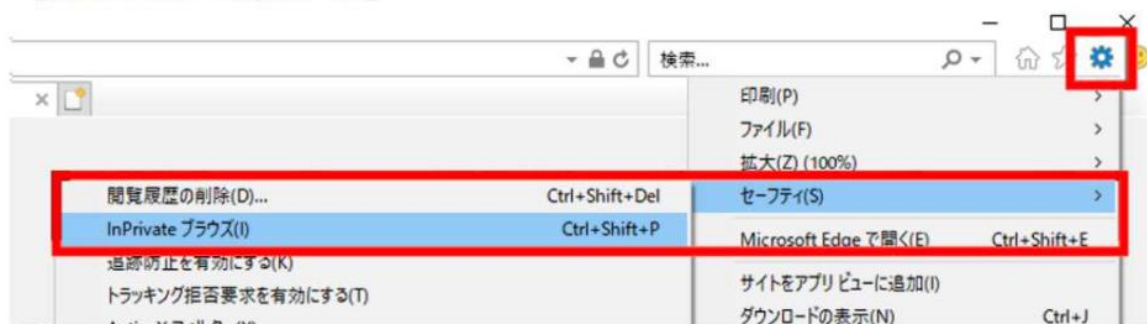 検索...
印刷(P)
ファイル(F)
拡大(Z) (100%)
セーフティ(S)
Microsoft Edge で開く(E) Ctrl+Shift+E
サイトをアプリ ビューに追加(I)
ダウンロードの表示(N) Ctrl+J
閲覧履歴の削除(D)... Ctrl+Shift+Del
InPrivate ブラウズ(I) Ctrl+Shift+P
追跡防止を有効にする(K)
トラッキング拒否要求を有効にする(T)